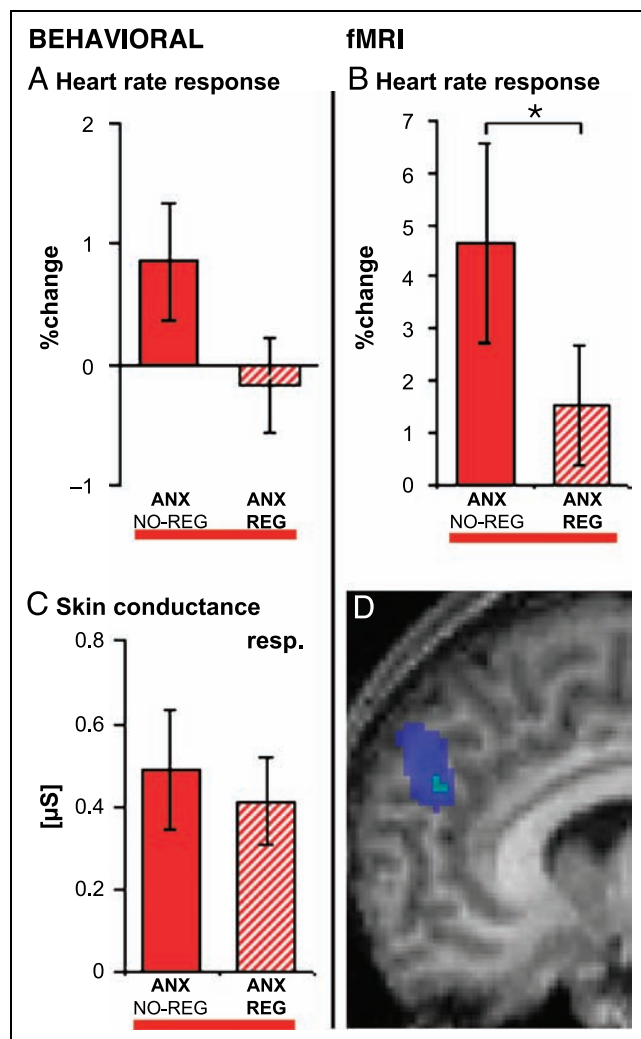 BEHAVIORAL
fMRI
A Heart rate response
2
1
0
−1
%change
ANX
NO-REG
ANX
REG
B Heart rate response
7
6
5
4
3
2
1
0
%change
*
ANX
NO-REG
ANX
REG
C Skin conductance
resp.
0.8
0.6
0.4
0.2
0
[µS]
ANX
NO-REG
ANX
REG
D